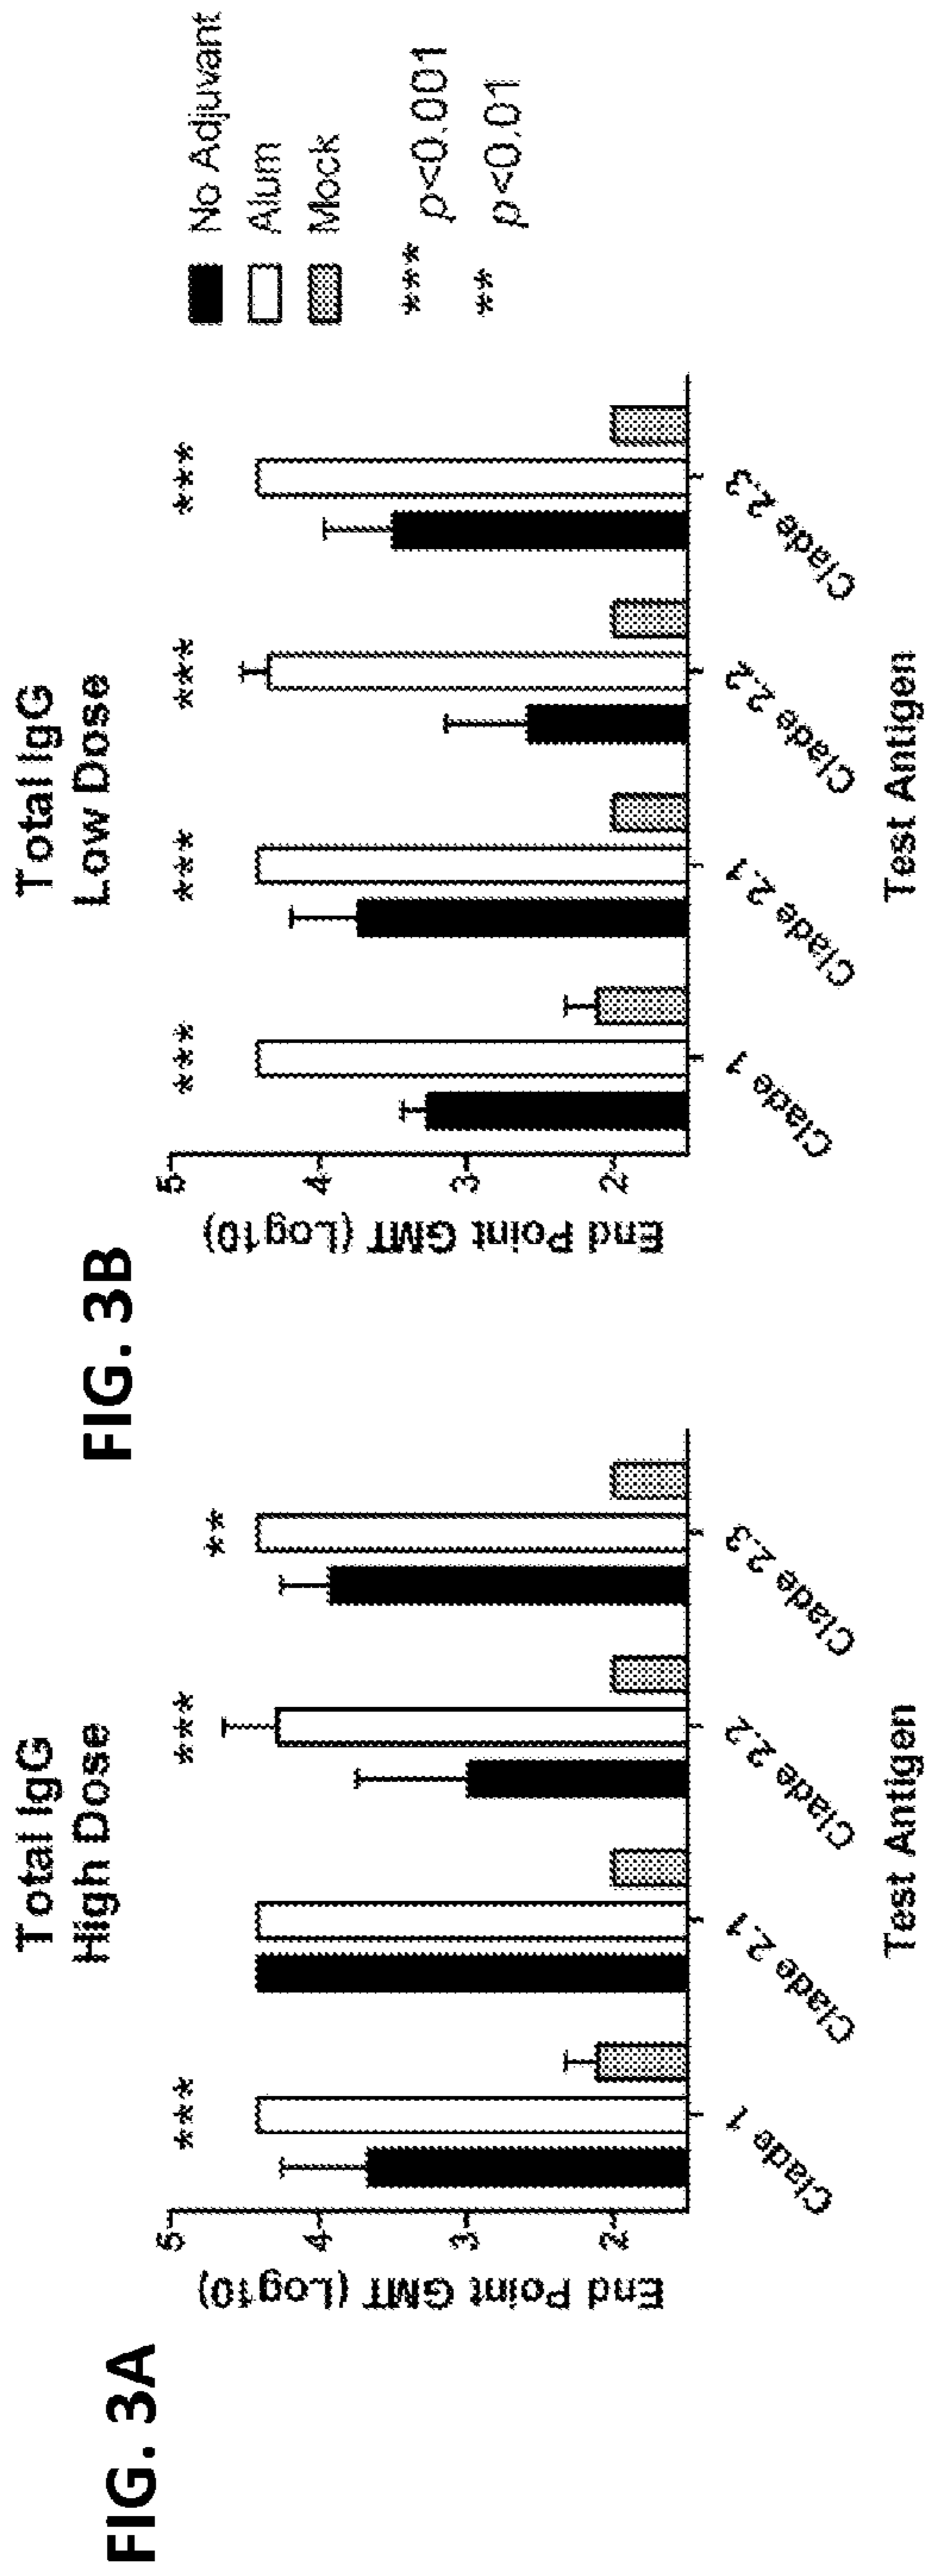 FIG. 3A
Total IgG
High Dose
***
***
**
End Point GMT (Log10)
5
4
3
2
Clade 1
Clade 2.1
Clade 2.2
Clade 2.3
Test Antigen
FIG. 3B
Total IgG
Low Dose
***
***
***
***
End Point GMT (Log10)
5
4
3
2
Clade 1
Clade 2.1
Clade 2.2
Clade 2.3
Test Antigen
No Adjuvant
Alum
Mock
*** p<0.001
** p<0.01